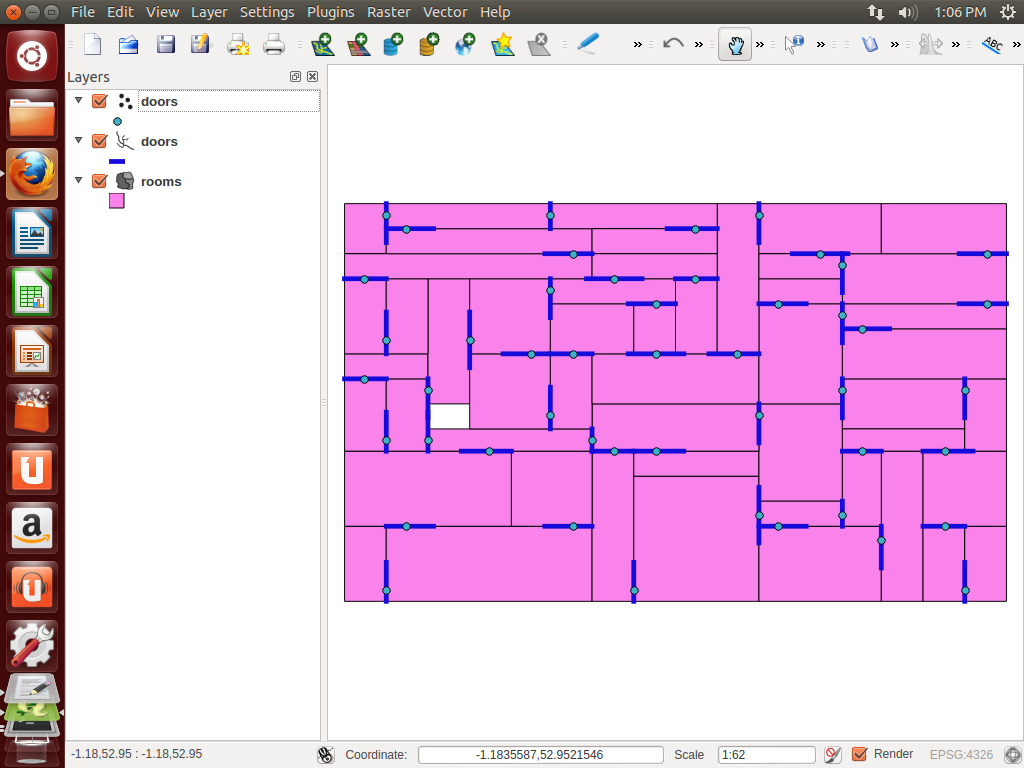 File Edit View Layer Settings Plugins Raster Vector Help 1:06 PM
ABC
Layers
doors
doors
rooms
-1.18,52.95 : -1.18,52.95 Coordinate: -1.1835587,52.9521546 Scale 1:62 Render EPSG:4326